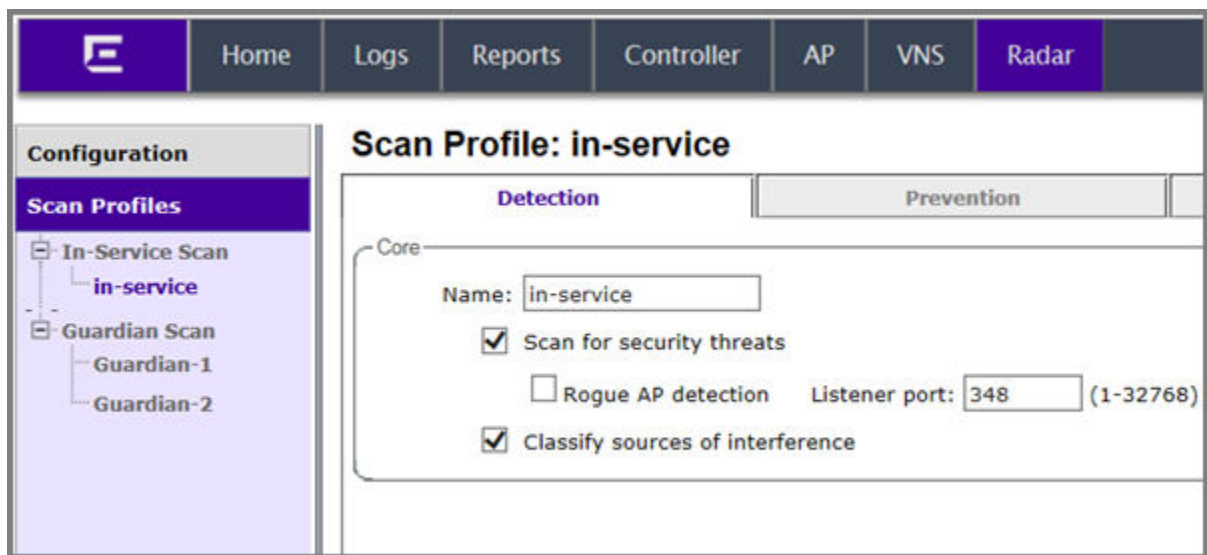 Home Logs Reports Controller AP VNS Radar
Configuration
Scan Profiles
In-Service Scan
in-service
Guardian Scan
Guardian-1
Guardian-2
Scan Profile: in-service
Detection Prevention
Core
Name: in-service
Scan for security threats
Rogue AP detection Listener port: 348 (1-32768)
Classify sources of interference